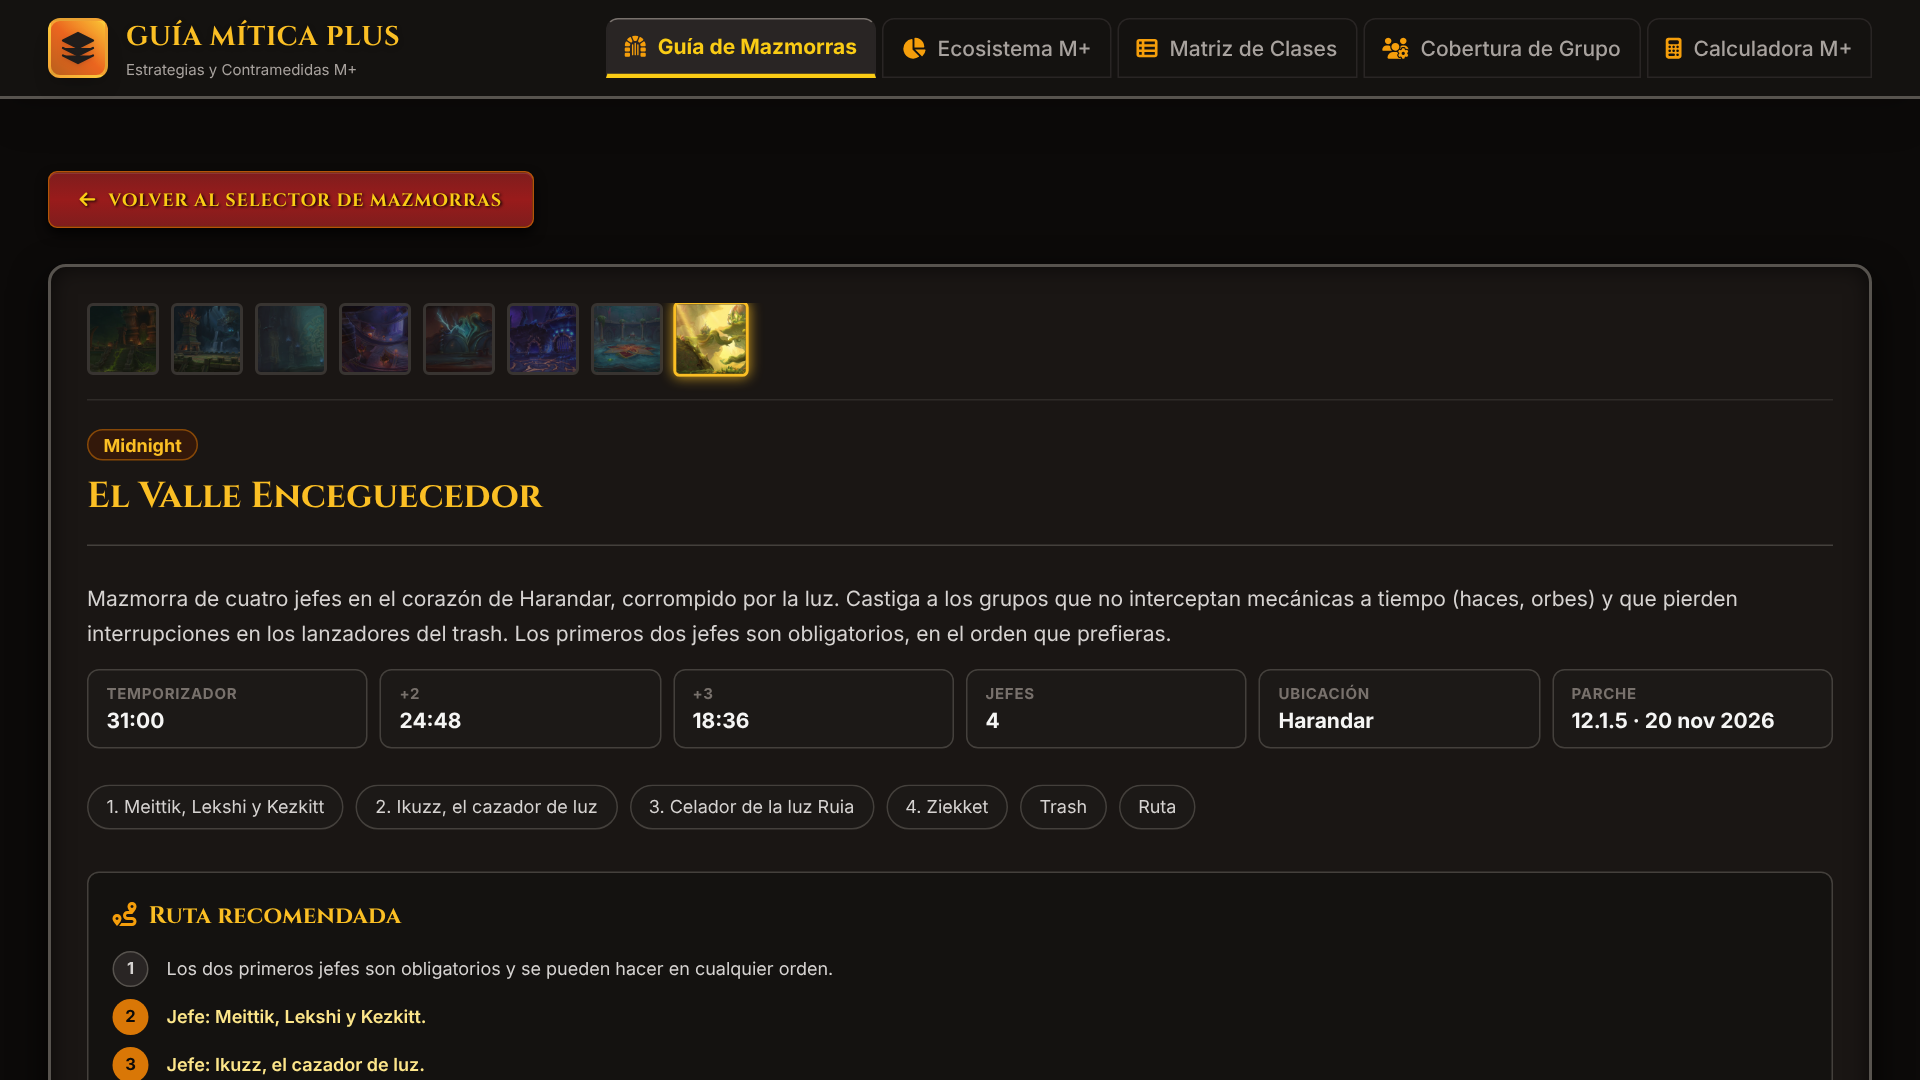 GUÍA MÍTICA PLUS
Estrategias y Contramedidas M+
Guía de Mazmorras
Ecosistema M+
Matriz de Clases
Cobertura de Grupo
Calculadora M+
VOLVER AL SELECTOR DE MAZMORRAS
Midnight
El Valle Enceguecedor
Mazmorra de cuatro jefes en el corazón de Harandar, corrompido por la luz. Castiga a los grupos que no interceptan mecánicas a tiempo (haces, orbes) y que pierden
interrupciones en los lanzadores del trash. Los primeros dos jefes son obligatorios, en el orden que prefieras.
TEMPORIZADOR
31:00
+2
24:48
+3
18:36
JEFES
4
UBICACIÓN
Harandar
PARCHE
12.1.5 · 20 nov 2026
1. Meittik, Lekshi y Kezkitt
2. Ikuzz, el cazador de luz
3. Celador de la luz Ruia
4. Ziekket
Trash
Ruta
Ruta recomendada
1 Los dos primeros jefes son obligatorios y se pueden hacer en cualquier orden.
2 Jefe: Meittik, Lekshi y Kezkitt.
3 Jefe: Ikuzz, el cazador de luz.